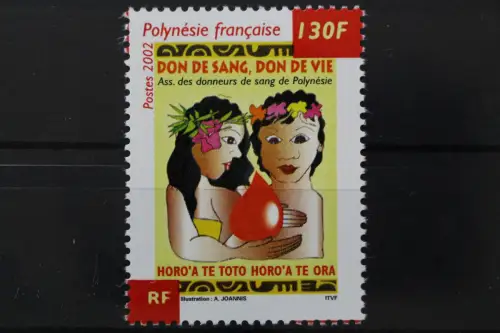 Polynésie française 130F
Postes 2002
DON DE SANG, DON DE VIE
Ass. des donneurs de sang de Polynésie
HORO'A TE TOTO HORO'A TE ORA
RF Illustration : A. JOANNIS ITVF